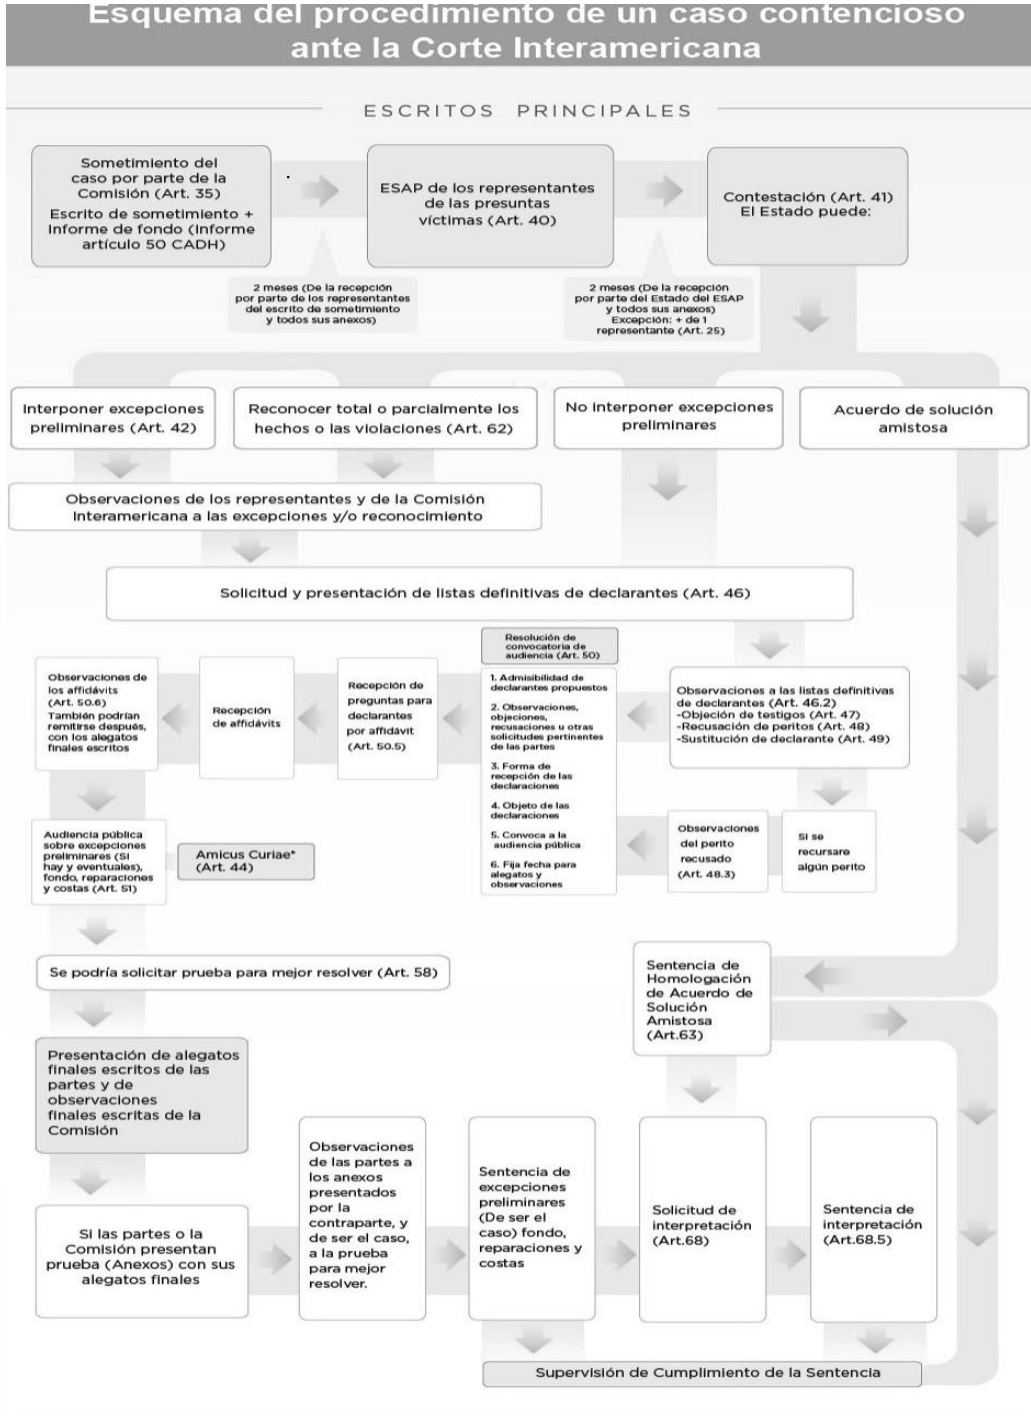 Esquema del procedimiento de un caso contencioso
ante la Corte Interamericana
ESCRITOS PRINCIPALES
Sometimiento del
caso por parte de la
Comisión (Art. 35)
Escrito de sometimiento +
Informe de fondo (Informe
artículo 50 CADH)
ESAP de los representantes
de las presuntas
víctimas (Art. 40)
Contestación (Art. 41)
El Estado puede:
2 meses (De la recepción
por parte de los representantes
del escrito de sometimiento
y todos sus anexos)
2 meses (De la recepción
por parte del Estado del ESAP
y todos sus anexos)
Excepción: + de 1
representante (Art. 25)
Interponer excepciones
preliminares (Art. 42)
Reconocer total o parcialmente los
hechos o las violaciones (Art. 62)
No interponer excepciones
preliminares
Acuerdo de solución
amistosa
Observaciones de los representantes y de la Comisión
Interamericana a las excepciones y/o reconocimiento
Solicitud y presentación de listas definitivas de declarantes (Art. 46)
Observaciones a las listas definitivas
de declarantes (Art. 46.2)
-Objeción de testigos (Art. 47)
-Recusación de peritos (Art. 48)
-Sustitución de declarante (Art. 49)
Si se
recursare
algún perito
Observaciones
del perito
recusado
(Art. 48.3)
Resolución de
convocatoria de
audiencia (Art. 50)
1. Admisibilidad de
declarantes propuestos
2. Observaciones,
objeciones,
recusaciones u otras
solicitudes pertinentes
de las partes
3. Forma de
recepción de las
declaraciones
4. Objeto de las
declaraciones
5. Convoca a la
audiencia pública
6. Fija fecha para
alegatos y
observaciones
Recepción de
preguntas para
declarantes
por affidávit
(Art. 50.5)
Recepción
de affidávits
Observaciones de
los affidávits
(Art. 50.6)
También podrían
remitirse después,
con los alegatos
finales escritos
Audiencia pública
sobre excepciones
preliminares (Si
hay y eventuales),
fondo, reparaciones
y costas (Art. 51)
Amicus Curiae*
(Art. 44)
Se podría solicitar prueba para mejor resolver (Art. 58)
Presentación de alegatos
finales escritos de las
partes y de
observaciones
finales escritas de la
Comisión
Si las partes o la
Comisión presentan
prueba (Anexos) con sus
alegatos finales
Observaciones
de las partes a
los anexos
presentados
por la
contraparte, y
de ser el caso,
a la prueba
para mejor
resolver.
Sentencia de
excepciones
preliminares
(De ser el
caso) fondo,
reparaciones y
costas
Sentencia de
Homologación
de Acuerdo de
Solución
Amistosa
(Art.63)
Solicitud de
interpretación
(Art.68)
Sentencia de
interpretación
(Art.68.5)
Supervisión de Cumplimiento de la Sentencia